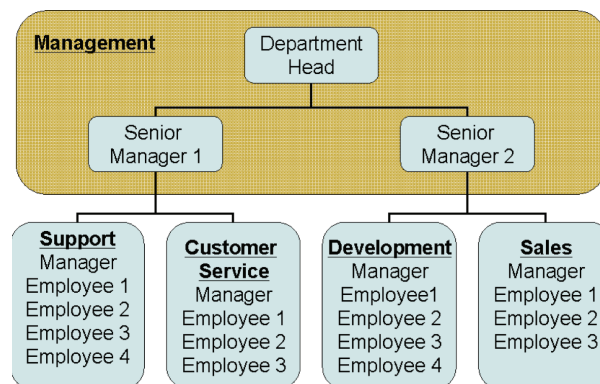 Management
Department
Head
Senior
Manager 1
Senior
Manager 2
Support
Manager
Employee 1
Employee 2
Employee 3
Employee 4
Customer
Service
Manager
Employee 1
Employee 2
Employee 3
Development
Manager
Employee1
Employee 2
Employee 3
Employee 4
Sales
Manager
Employee 1
Employee 2
Employee 3